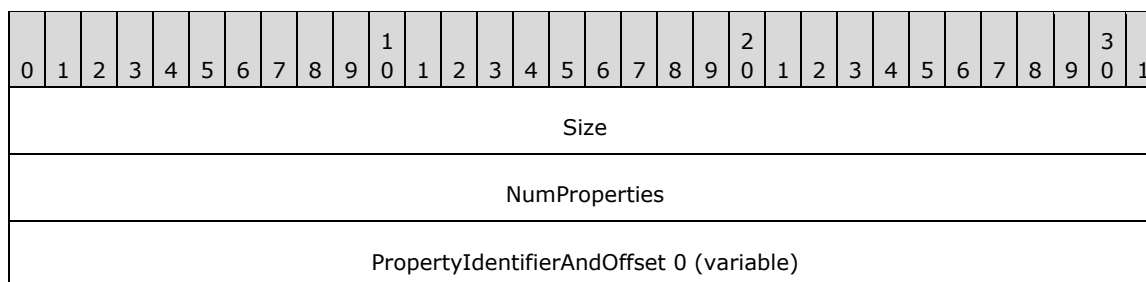 1 2 3
0 1 2 3 4 5 6 7 8 9 0 1 2 3 4 5 6 7 8 9 0 1 2 3 4 5 6 7 8 9 0 1
Size
NumProperties
PropertyIdentifierAndOffset 0 (variable)